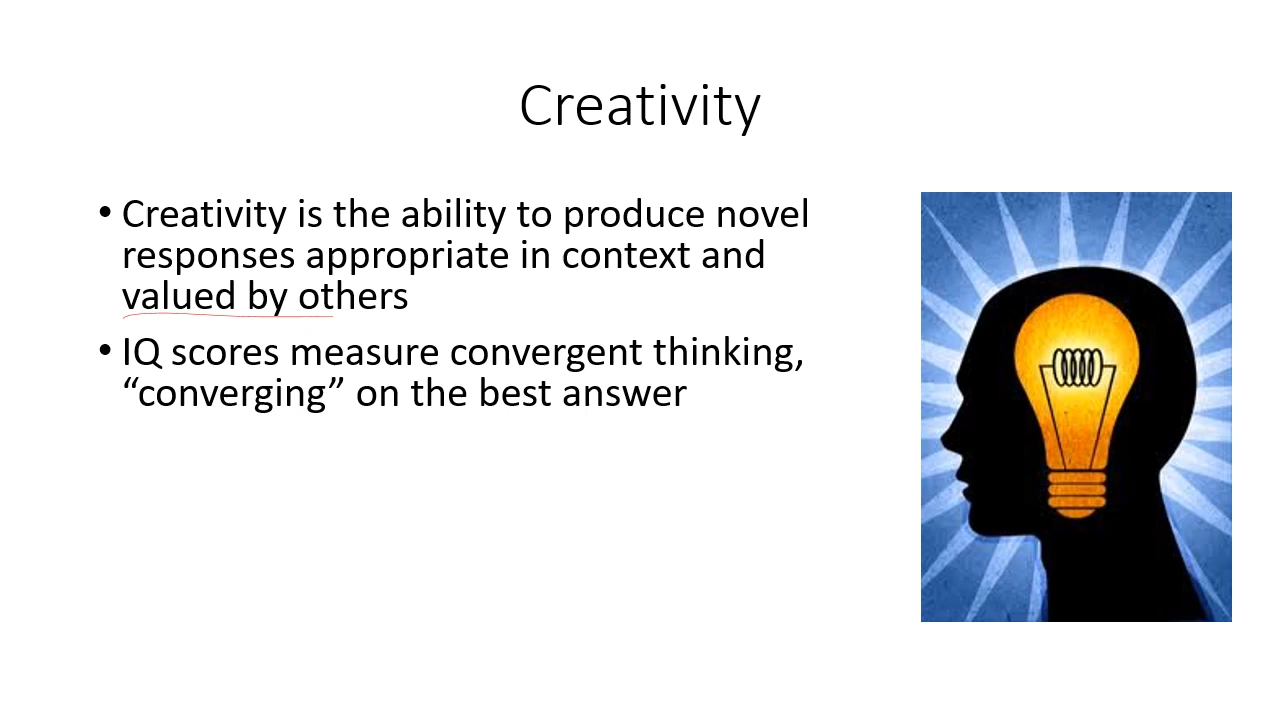 Creativity
• Creativity is the ability to produce novel
responses appropriate in context and
valued by others
• IQ scores measure convergent thinking,
“converging” on the best answer